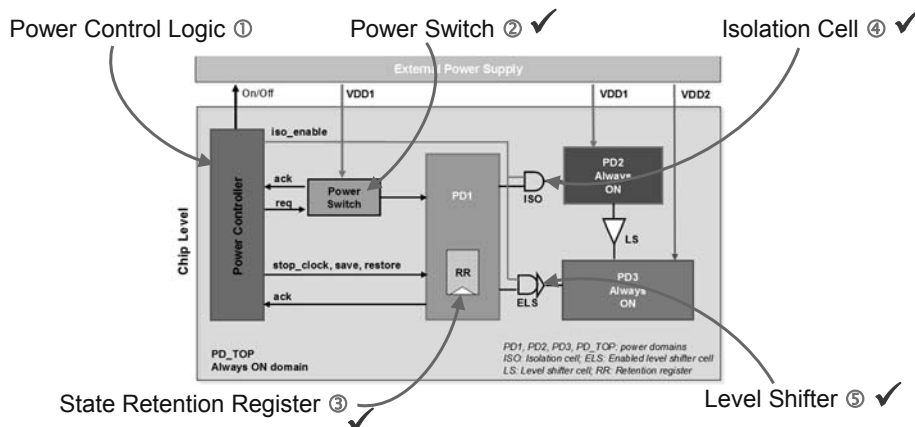 Power Control Logic ①
Power Switch ② ✓
Isolation Cell ④ ✓
External Power Supply
On/Off
VDD1
VDD1
VDD2
iso_enable
ack
req
Power
Switch
PD1
ISO
PD2
Always
ON
LS
Chip Level
Power Controller
stop_clock, save, restore
ack
RR
ELS
PD3
Always
ON
PD_TOP
Always ON domain
PD1, PD2, PD3, PD_TOP: power domains
ISO: Isolation cell; ELS: Enabled level shifter cell
LS: Level shifter cell; RR: Retention register
State Retention Register ③ ✓
Level Shifter ⑤ ✓